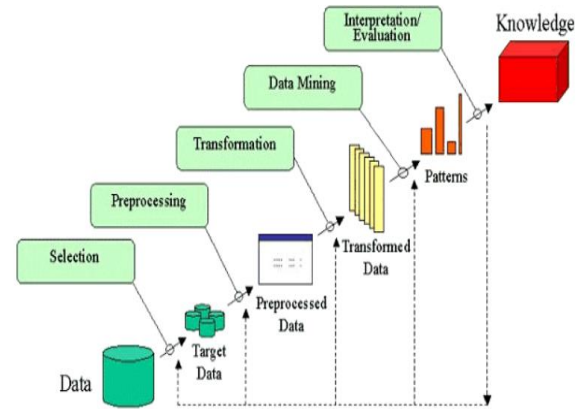 Interpretation/
Evaluation
Knowledge
Data Mining
Transformation
Patterns
Preprocessing
Transformed
Data
Selection
Preprocessed
Data
Target
Data
Data